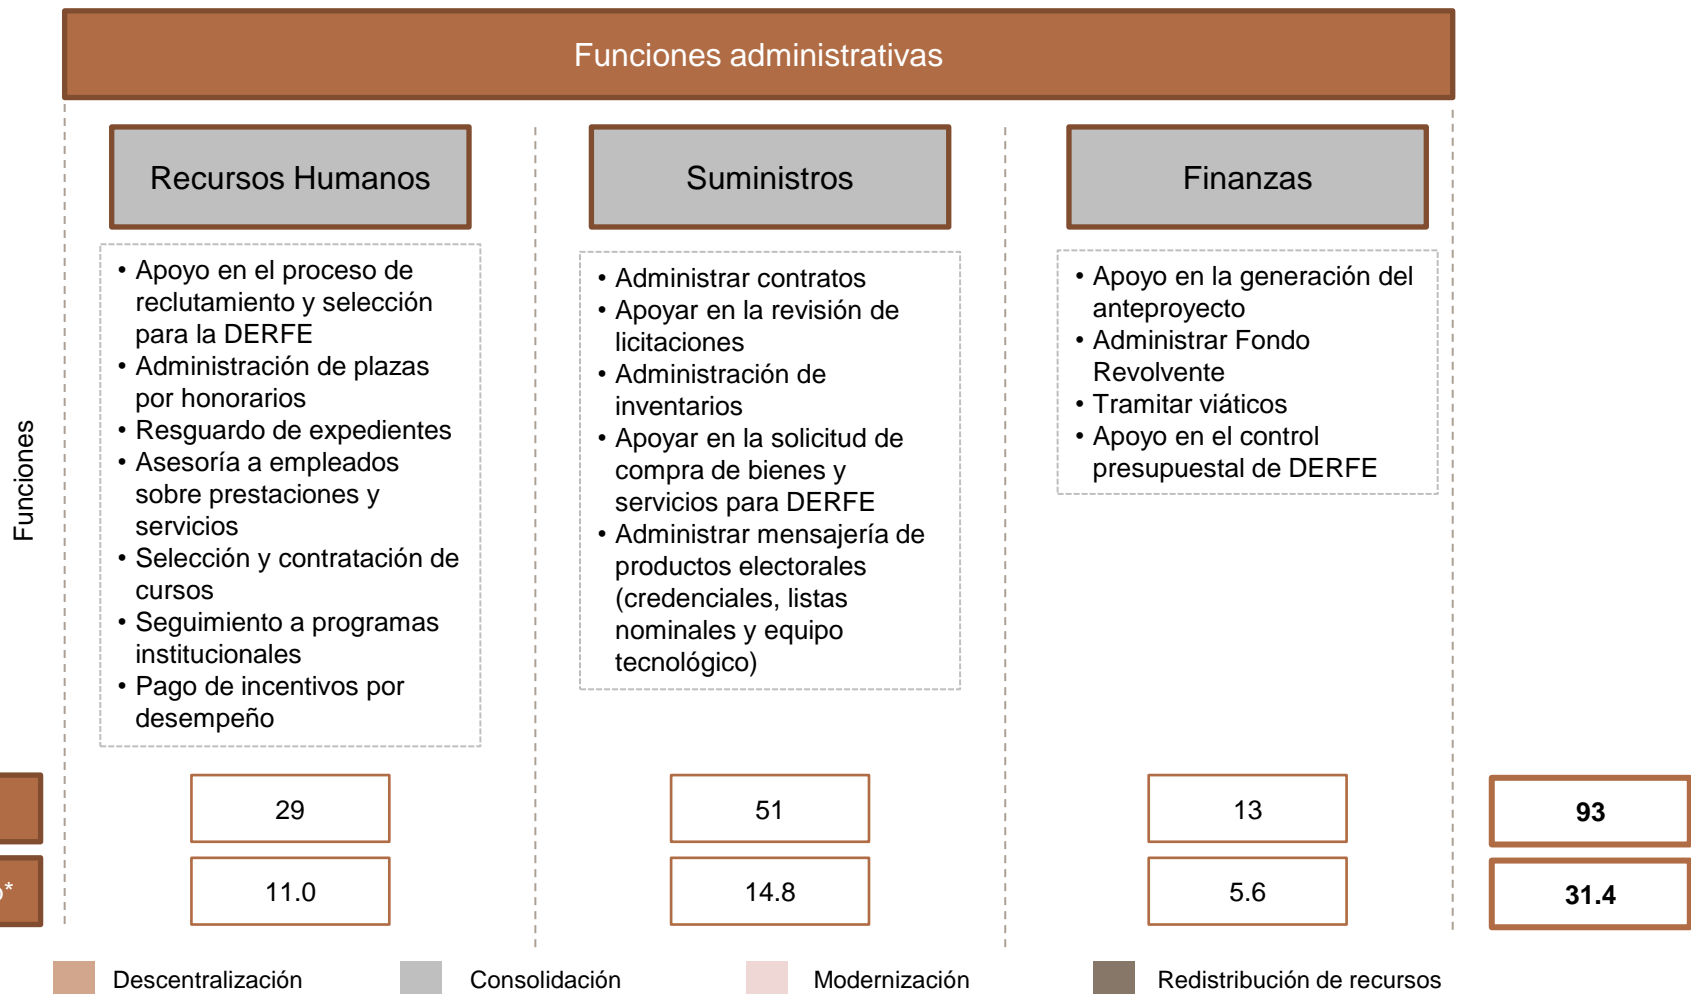 Funciones administrativas
Recursos Humanos
Suministros
Finanzas
Funciones
• Apoyo en el proceso de
reclutamiento y selección
para la DERFE
• Administración de plazas
por honorarios
• Resguardo de expedientes
• Asesoría a empleados
sobre prestaciones y
servicios
• Selección y contratación de
cursos
• Seguimiento a programas
institucionales
• Pago de incentivos por
desempeño
• Administrar contratos
• Apoyar en la revisión de
licitaciones
• Administración de
inventarios
• Apoyar en la solicitud de
compra de bienes y
servicios para DERFE
• Administrar mensajería de
productos electorales
(credenciales, listas
nominales y equipo
tecnológico)
• Apoyo en la generación del
anteproyecto
• Administrar Fondo
Revolvente
• Tramitar viáticos
• Apoyo en el control
presupuestal de DERFE
29 51 13 93
11.0 14.8 5.6 31.4
Descentralización Consolidación Modernización Redistribución de recursos